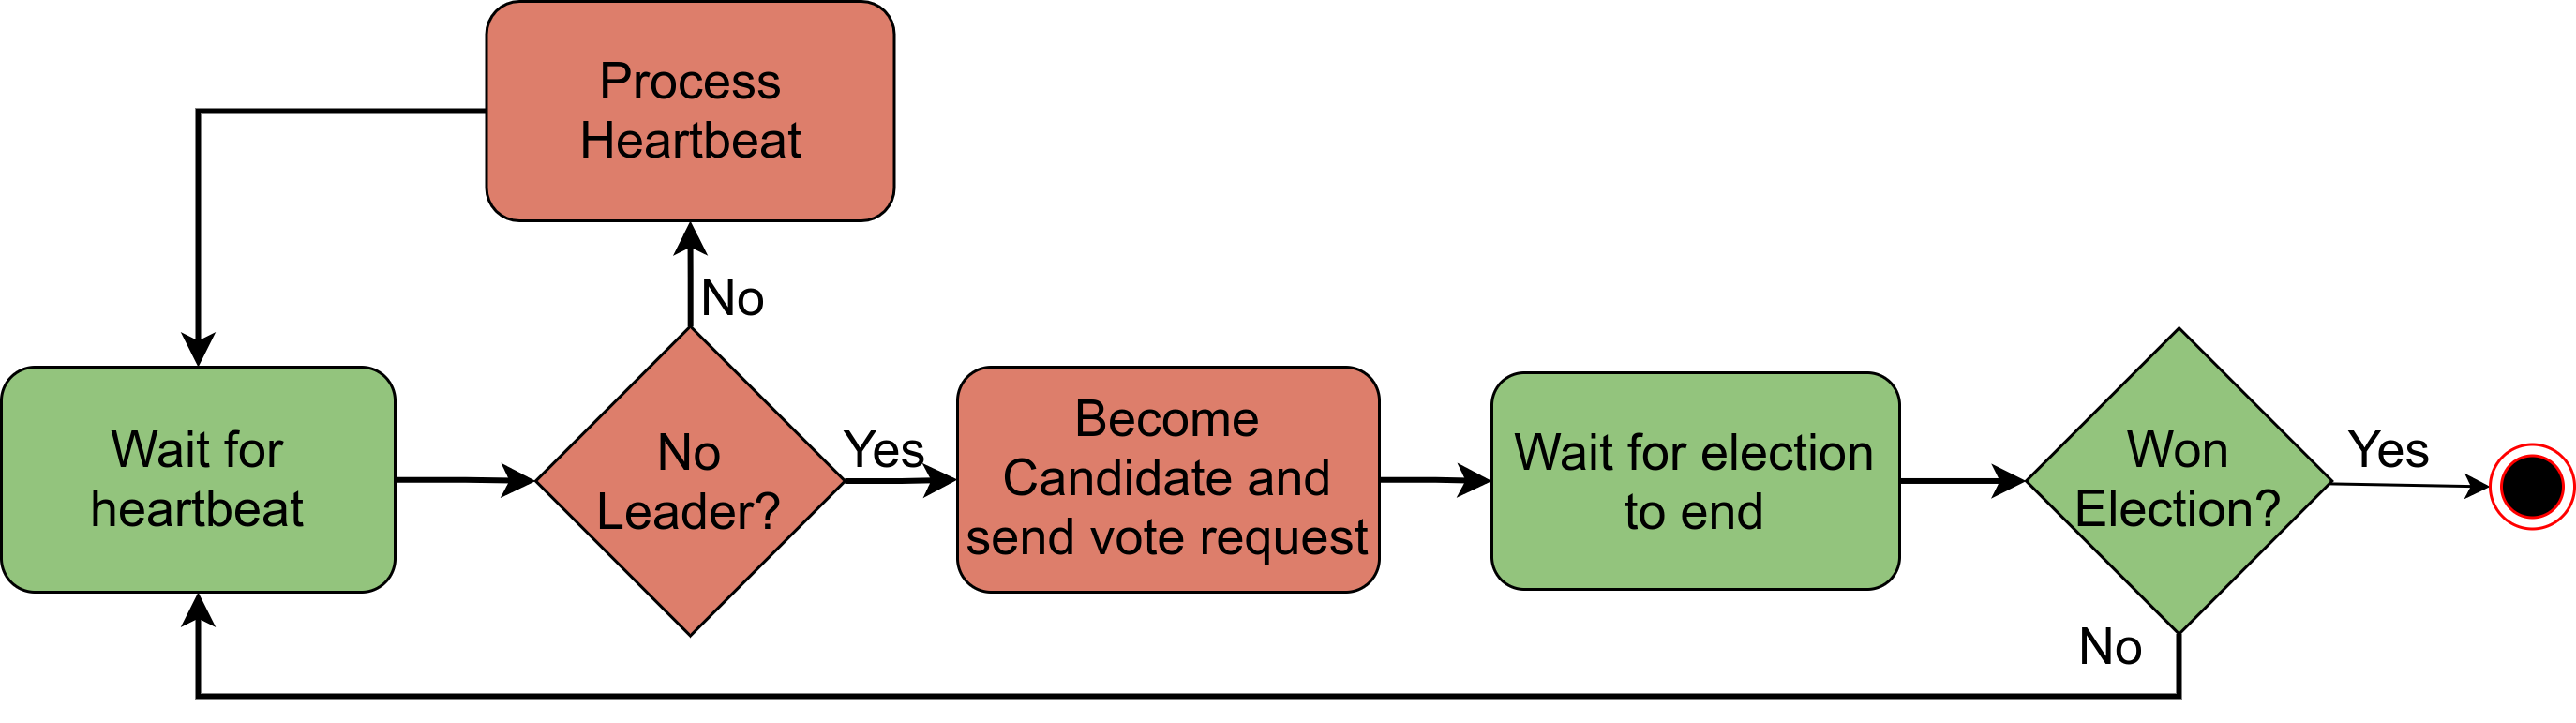 Process
Heartbeat
No
Wait for
heartbeat
No
Leader?
Yes
Become
Candidate and
send vote request
Wait for election
to end
Won
Election?
Yes
No